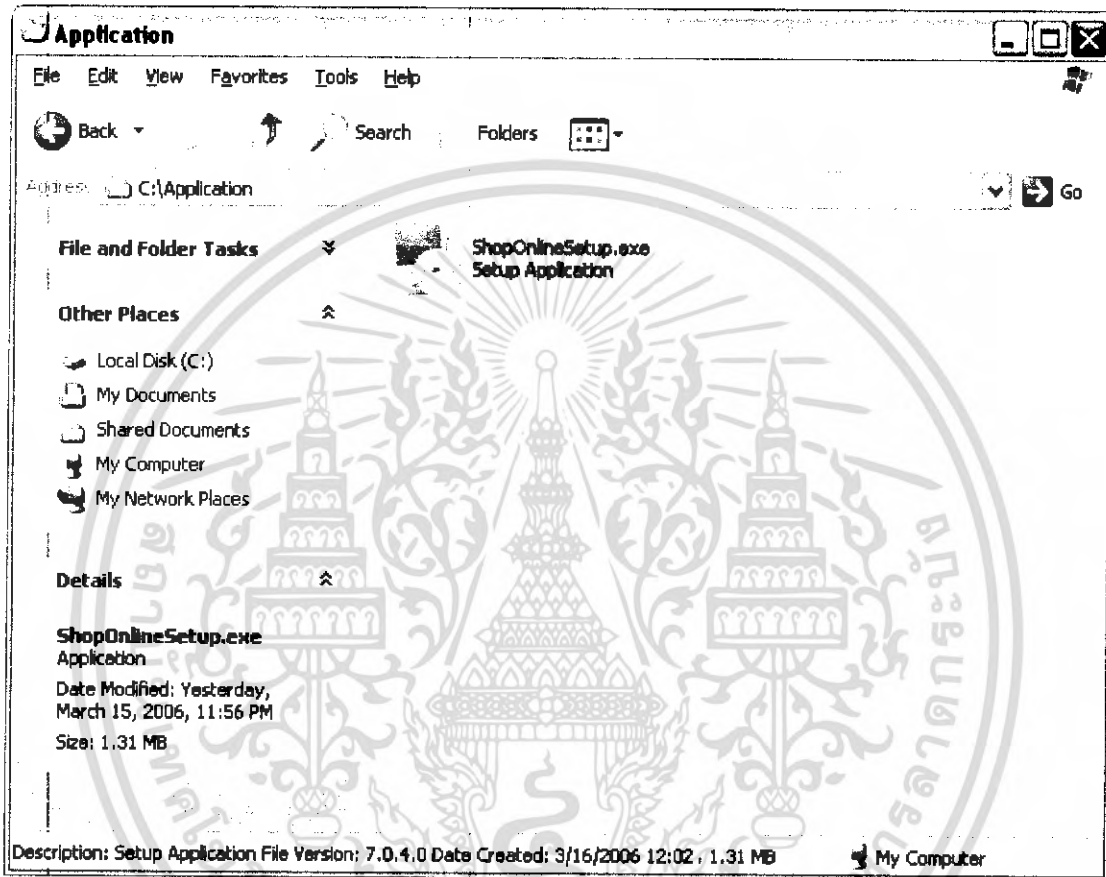 Application
File Edit View Favorites Tools Help
Back Search Folders
Address C:\Application Go
File and Folder Tasks
ShopOnlineSetup.exe
Setup Application
Other Places
Local Disk (C:)
My Documents
Shared Documents
My Computer
My Network Places
Details
ShopOnlineSetup.exe
Application
Date Modified: Yesterday,
March 15, 2006, 11:56 PM
Size: 1.31 MB
Description: Setup Application File Version: 7.0.4.0 Date Created: 3/16/2006 12:02 , 1.31 MB My Computer